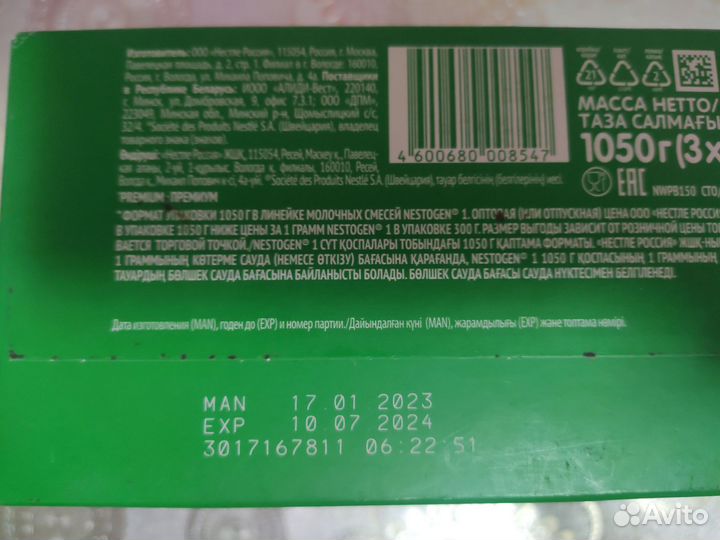 Изготовитель: ООО «Нестле Россия», 115054, Россия, г. Москва,
Павелецкая площадь, д. 2, стр. 1. Филиал в г. Вологде: 160010,
Россия, г. Вологда, ул. Михаила Поповича, д. 4а. Поставщики
в Республику Беларусь: ИООО «АЛИДИ-Вест», 220140,
г. Минск, ул. Домбровская, 9, офис 7.3.1; ООО «ДПМ»,
223049, Минская обл., Минский р-н, Щомыслицкий с/с,
32/4. °Société des Produits Nestlé S.A. (Швейцария), владелец
товарного знака (знаков).
Өндіруші: «Нестле Россия» ЖШҚ, 115054, Ресей, Мәскеу қ., Павелец-
кая алаңы, 2-үй, 1-құрылыс. Вологда қ. филиалы, 160010, Ресей,
Вологда қ., Михаил Попович к-сі, 4а-үй. °Société des Produits Nestlé S.A. (Швейцария), тауар белгісінің (белгілерінің) иесі.
4 600680 008547
21
2
МАССА НЕТТО/
ТАЗА САЛМАҒЫ
1050 г (3 x
EAC
NWPB150 СТО
°PREMIUM - ПРЕМИУМ
°ФОРМАТ УПАКОВКИ 1050 Г В ЛИНЕЙКЕ МОЛОЧНЫХ СМЕСЕЙ NESTOGEN® 1. ОПТОВАЯ (ИЛИ ОТПУСКНАЯ) ЦЕНА ООО «НЕСТЛЕ РОССИЯ»
В УПАКОВКЕ 1050 Г НИЖЕ ЦЕНЫ ЗА 1 ГРАММ NESTOGEN® 1 В УПАКОВКЕ 300 Г. РАЗМЕР ВЫГОДЫ ЗАВИСИТ ОТ РОЗНИЧНОЙ ЦЕНЫ
ВАЕТСЯ ТОРГОВОЙ ТОЧКОЙ./NESTOGEN® 1 СҮТ ҚОСПАЛАРЫ ТОБЫНДАҒЫ 1050 Г ҚАПТАМА ФОРМАТЫ. «НЕСТЛЕ РОССИЯ» ЖШҚ-
1 ГРАММЫНЫҢ КӨТЕРМЕ САУДА (НЕМЕСЕ ӨТКІЗУ) БАҒАСЫНА ҚАРАҒАНДА, NESTOGEN® 1 1050 Г ҚОСПАСЫНЫҢ 1 ГРАММЫНЫҢ
ТАУАРДЫҢ БӨЛШЕК САУДА БАҒАСЫНА БАЙЛАНЫСТЫ БОЛАДЫ. БӨЛШЕК САУДА БАҒАСЫ САУДА НҮКТЕСІМЕН БЕЛГІЛЕНЕДІ.
Дата изготовления (MAN), годен до (EXP) и номер партии./Дайындалған күні (MAN), жарамдылығы (EXP) және топтама нөмірі.
MAN 17.01.2023
EXP 10.07.2024
3017167811 06:22:51
Avito